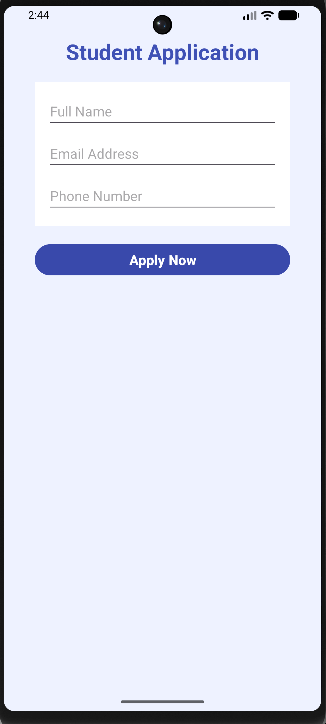 2:44
Student Application
Full Name
Email Address
Phone Number
Apply Now